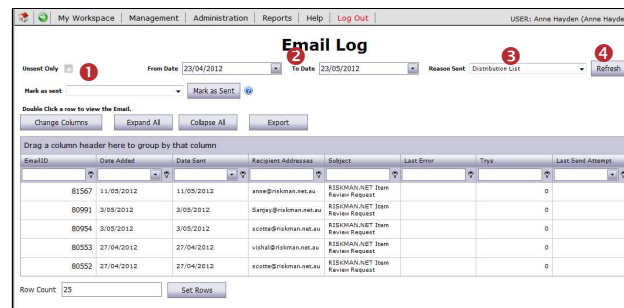 My Workspace Management Administration Reports Help Log Out USER: Anne Hayden (Anne Hayde
Email Log
1 2 3 4
Unsent Only From Date 23/04/2012 To Date 23/05/2012 Reason Sent Distribution List Refresh
Mark as sent Mark as Sent
Double Click a row to view the Email.
Change Columns Expand All Collapse All Export
Drag a column header here to group by that column
EmailID Date Added Date Sent Recipient Addresses Subject Last Error Trys Last Send Attempt
81567 11/05/2012 11/05/2012 anne@riskman.net.au RISKMAN.NET Item Review Request 0
80991 3/05/2012 3/05/2012 Sanjay@riskman.net.au RISKMAN.NET Item Review Request 0
80954 3/05/2012 3/05/2012 scotte@riskman.net.au RISKMAN.NET Item Review Request 0
80553 27/04/2012 27/04/2012 vishal@riskman.net.au RISKMAN.NET Item Review Request 0
80552 27/04/2012 27/04/2012 scotte@riskman.net.au RISKMAN.NET Item Review Request 0
Row Count 25 Set Rows